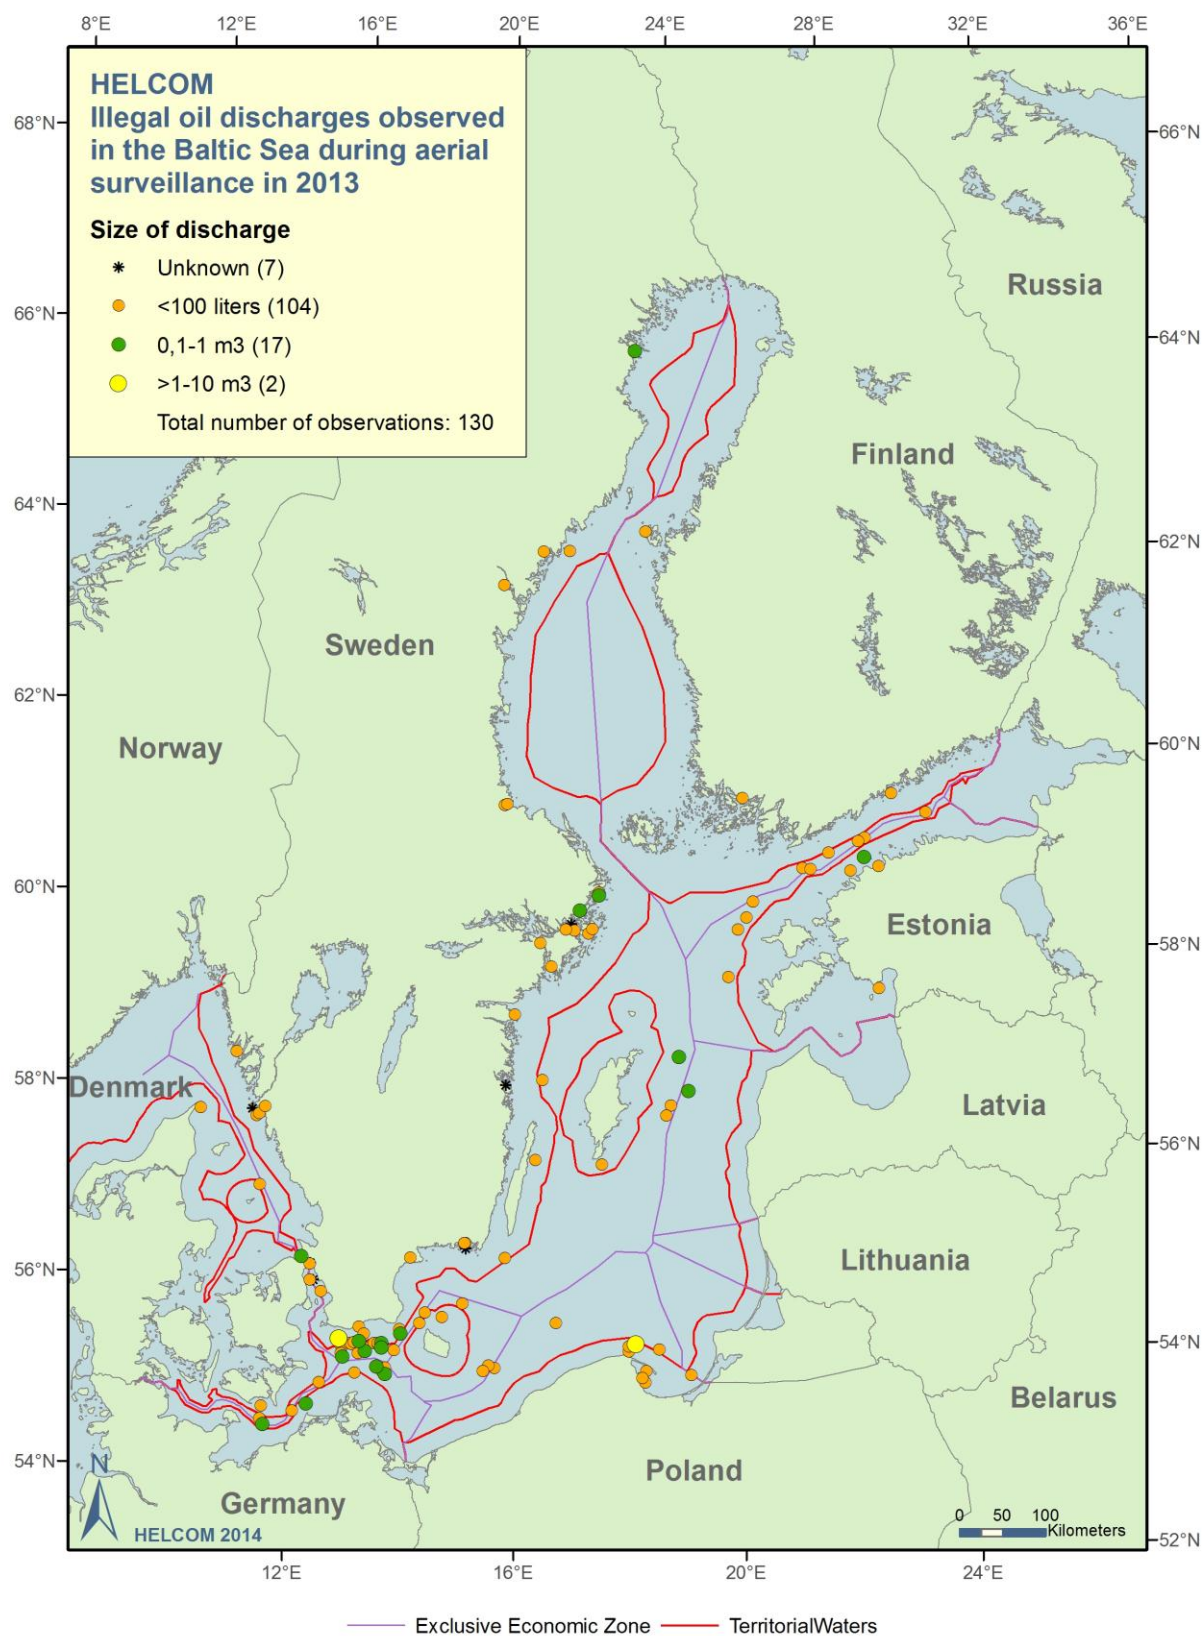 8°E 12°E 16°E 20°E 24°E 28°E 32°E 36°E
HELCOM
Illegal oil discharges observed
in the Baltic Sea during aerial
surveillance in 2013
Size of discharge
Unknown (7)
<100 liters (104)
0,1-1 m3 (17)
>1-10 m3 (2)
Total number of observations: 130
68°N
66°N
64°N
62°N
60°N
58°N
56°N
54°N
66°N
64°N
62°N
60°N
58°N
56°N
54°N
52°N
Russia
Finland
Sweden
Norway
Estonia
Denmark
Latvia
Lithuania
Belarus
Poland
Germany
N
HELCOM 2014
0 50 100
Kilometers
12°E 16°E 20°E 24°E
Exclusive Economic Zone TerritorialWaters